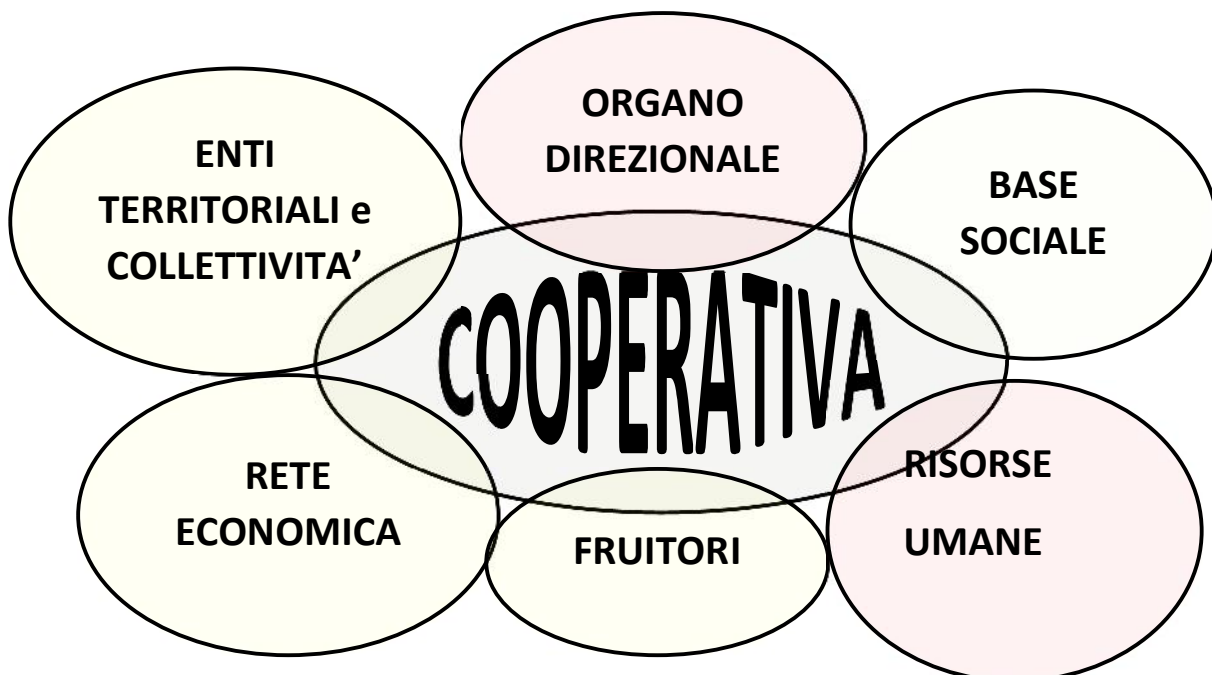 ORGANO
DIREZIONALE
ENTI
TERRITORIALI e
COLLETTIVITA’
BASE
SOCIALE
COOPERATIVA
RETE
ECONOMICA
FRUITORI
RISORSE
UMANE